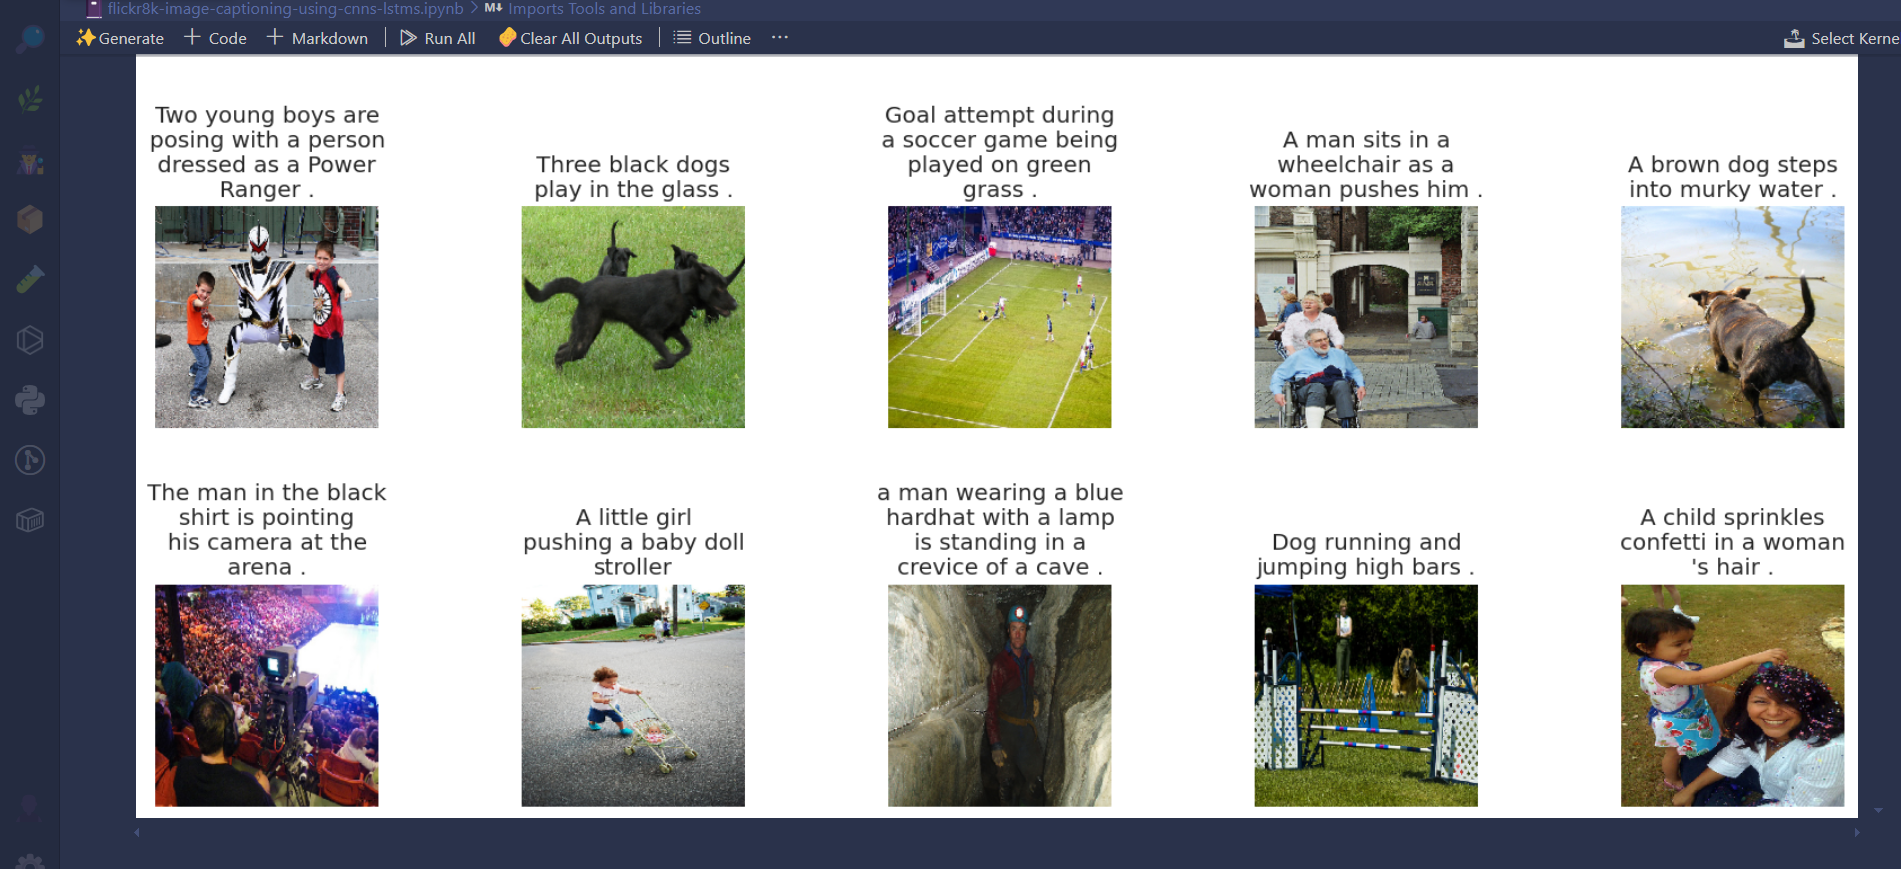 flickr8k-image-captioning-using-cnns-lstms.ipynb > M↓ Imports Tools and Libraries
Generate + Code + Markdown | Run All Clear All Outputs | Outline ··· Select Kerne
Two young boys are
posing with a person
dressed as a Power
Ranger .
Three black dogs
play in the glass .
Goal attempt during
a soccer game being
played on green
grass .
A man sits in a
wheelchair as a
woman pushes him .
A brown dog steps
into murky water .
The man in the black
shirt is pointing
his camera at the
arena .
A little girl
pushing a baby doll
stroller
a man wearing a blue
hardhat with a lamp
is standing in a
crevice of a cave .
Dog running and
jumping high bars .
A child sprinkles
confetti in a woman
's hair .